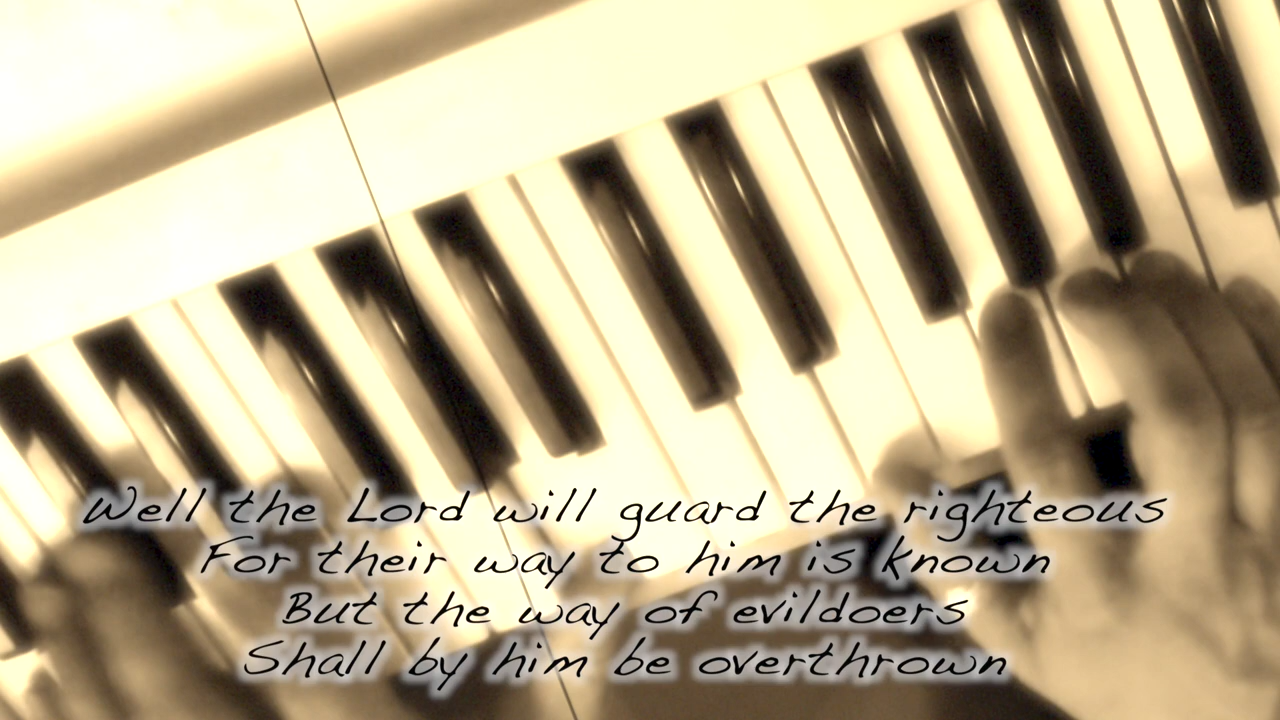 Well the Lord will guard the righteous
For their way to him is known
But the way of evildoers
Shall by him be overthrown